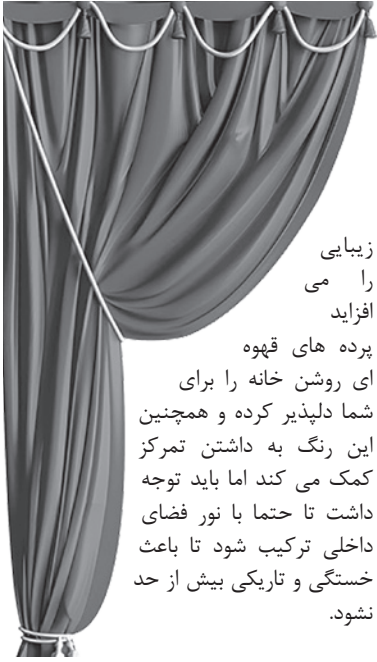 زیبایی
را می
افزاید
پرده های قهوه
ای روشن خانه را برای
شما دلپذیر کرده و همچنین
این رنگ به داشتن تمرکز
کمک می کند اما باید توجه
داشت تا حتما با نور فضای
داخلی ترکیب شود تا باعث
خستگی و تاریکی بیش از حد
نشود.